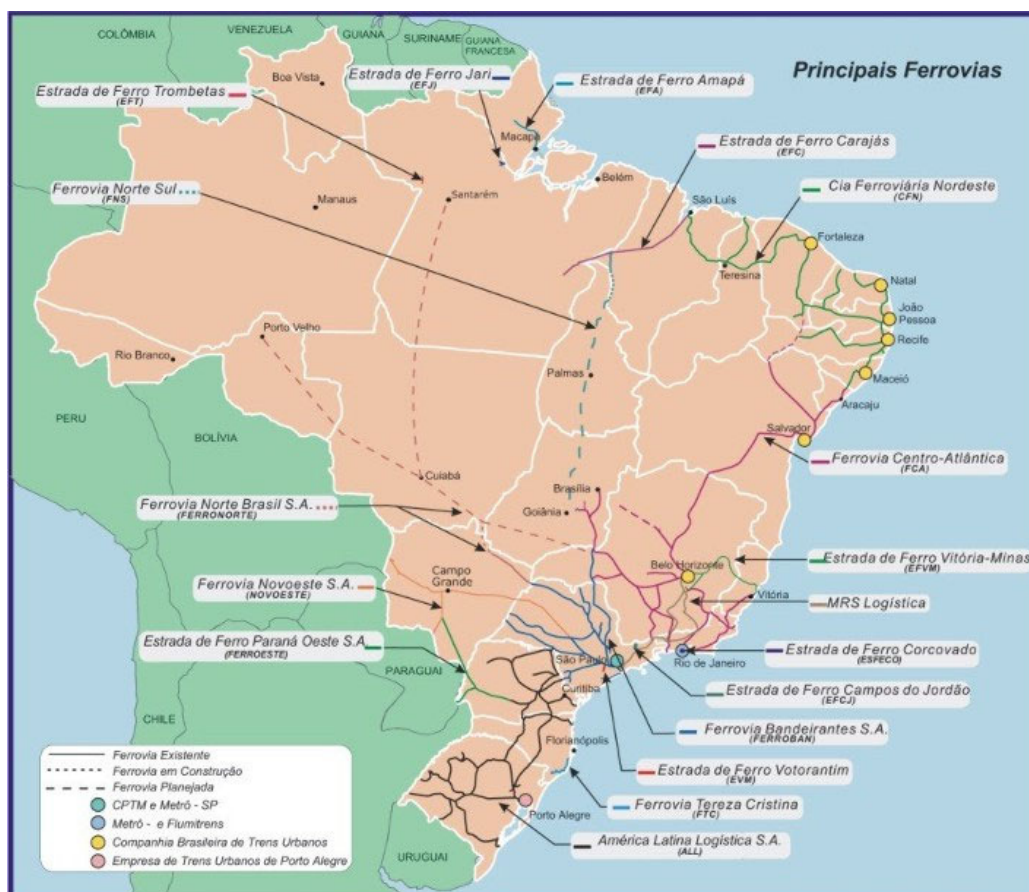 COLÔMBIA
VENEZUELA
GUIANA
SURINAME
GUIANA
FRANCESA
Principais Ferrovias
Boa Vista
Estrada de Ferro Jari
(EFJ)
Estrada de Ferro Amapá
(EFA)
Estrada de Ferro Trombetas
(EFT)
Macapá
Estrada de Ferro Carajás
(EFC)
Belém
Ferrovia Norte Sul
(FNS)
Santarém
Manaus
São Luís
Cia Ferroviária Nordeste
(CFN)
Fortaleza
Teresina
Natal
João
Pessoa
Recife
Porto Velho
Rio Branco
Palmas
Maceió
Aracaju
PERU
BOLÍVIA
Salvador
Ferrovia Centro-Atlântica
(FCA)
Cuiabá
Brasília
Goiânia
Ferrovia Norte Brasil S.A.
(FERRONORTE)
Estrada de Ferro Vitória-Minas
(EFVM)
Belo Horizonte
Campo
Grande
Ferrovia Novoeste S.A.
(NOVOESTE)
MRS Logística
Vitória
Estrada de Ferro Paraná Oeste S.A.
(FERROESTE)
PARAGUAI
São Paulo
Rio de Janeiro
Estrada de Ferro Corcovado
(ESFECO)
Curitiba
Estrada de Ferro Campos do Jordão
(EFCJ)
CHILE
Ferrovia Bandeirantes S.A.
(FERROBAN)
Florianópolis
Estrada de Ferro Votorantim
(EVM)
Ferrovia Tereza Cristina
(FTC)
Porto Alegre
América Latina Logística S.A.
(ALL)
URUGUAI
Ferrovia Existente
Ferrovia em Construção
Ferrovia Planejada
CPTM e Metrô - SP
Metrô - e Flumitrens
Companhia Brasileira de Trens Urbanos
Empresa de Trens Urbanos de Porto Alegre